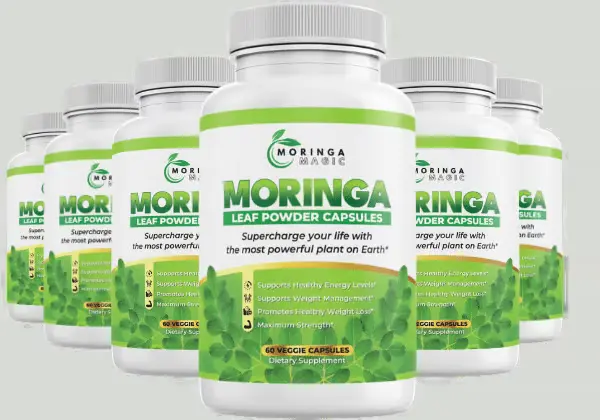 MORINGA
MAGIC
MORINGA
LEAF POWDER CAPSULES
Supercharge your life with
the most powerful plant on Earth*
Supports Healthy Energy Levels*
Supports Weight Management*
Promotes Healthy Weight Loss*
Maximum Strength*
60 VEGGIE CAPSULES
Dietary Supplement